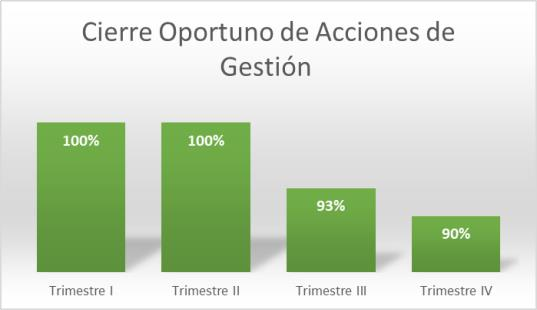 Cierre Oportuno de Acciones de
Gestión
100%
100%
93%
90%
Trimestre I
Trimestre II
Trimestre III
Trimestre IV